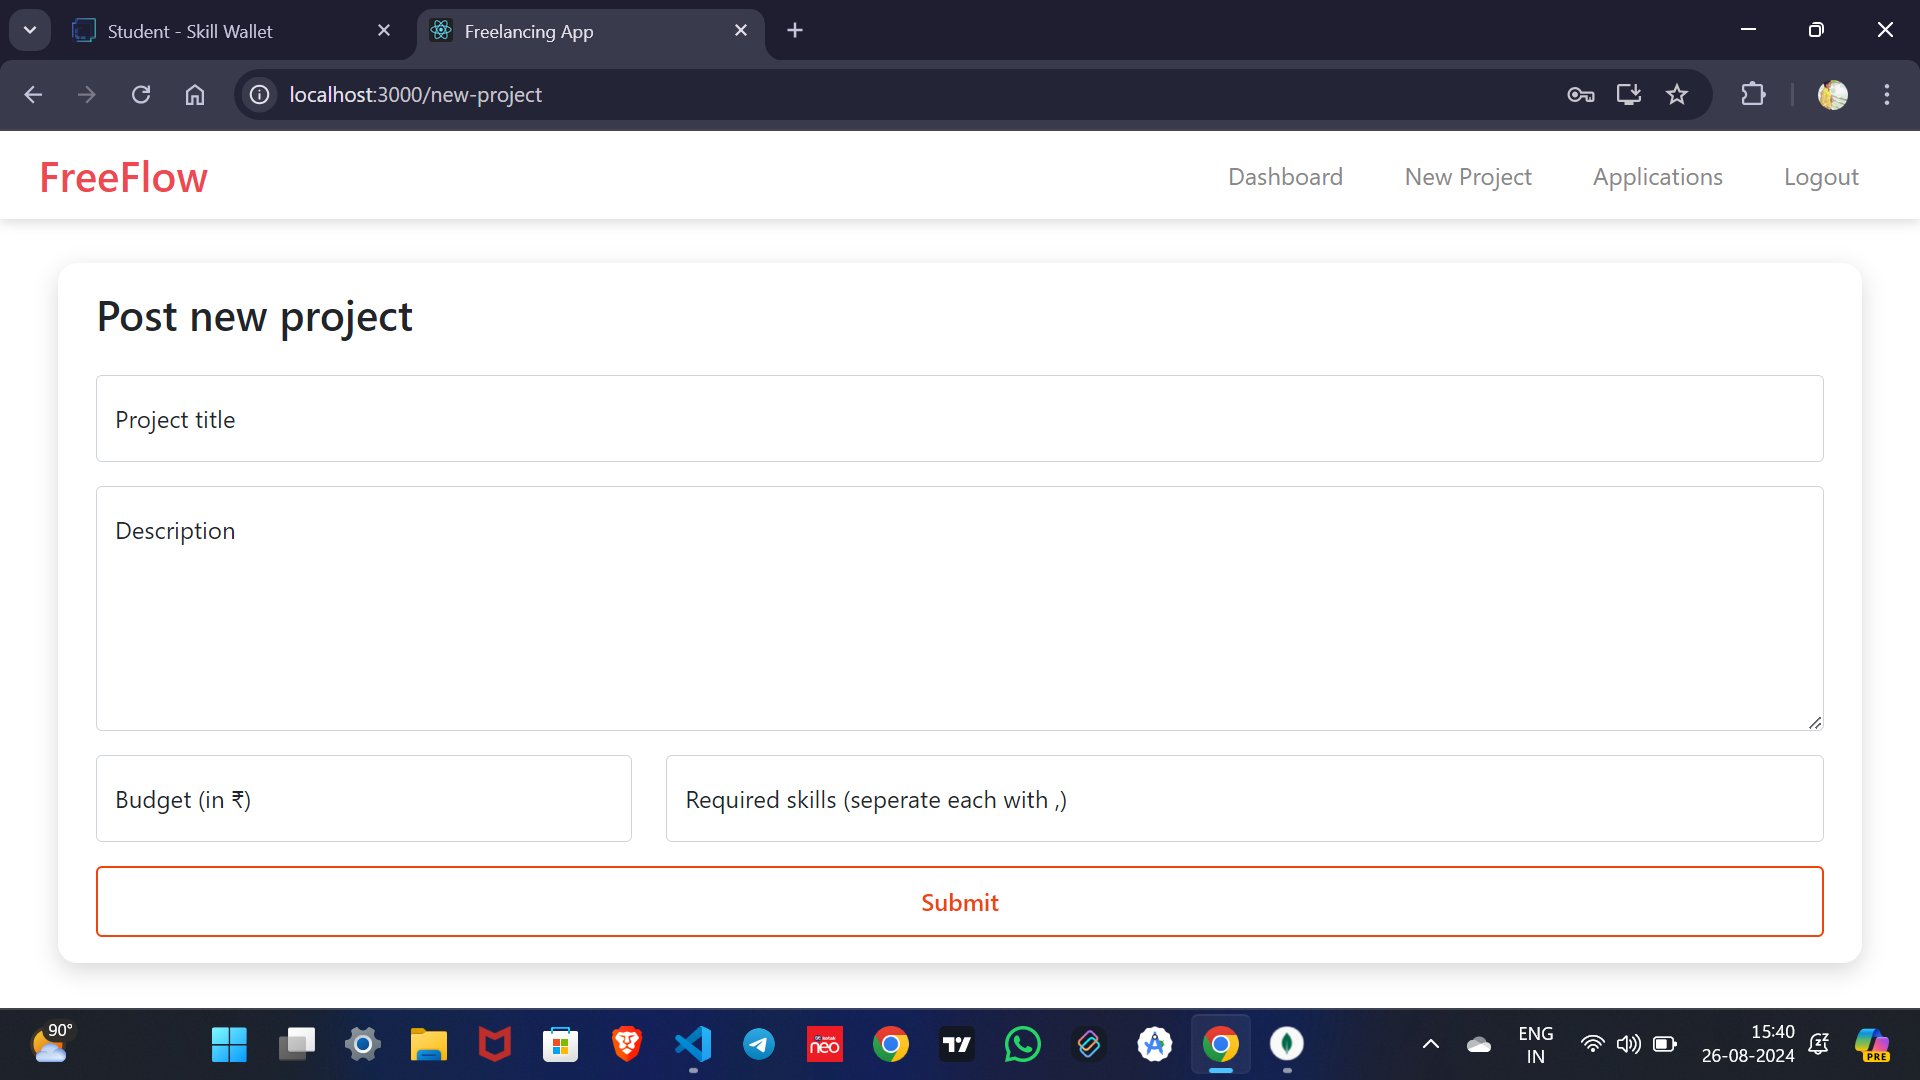 Student - Skill Wallet
Freelancing App
localhost:3000/new-project
FreeFlow
Dashboard
New Project
Applications
Logout
Post new project
Project title
Description
Budget (in ₹)
Required skills (seperate each with ,)
Submit
90°
kotak
neo
ENG
IN
15:40
26-08-2024
PRE